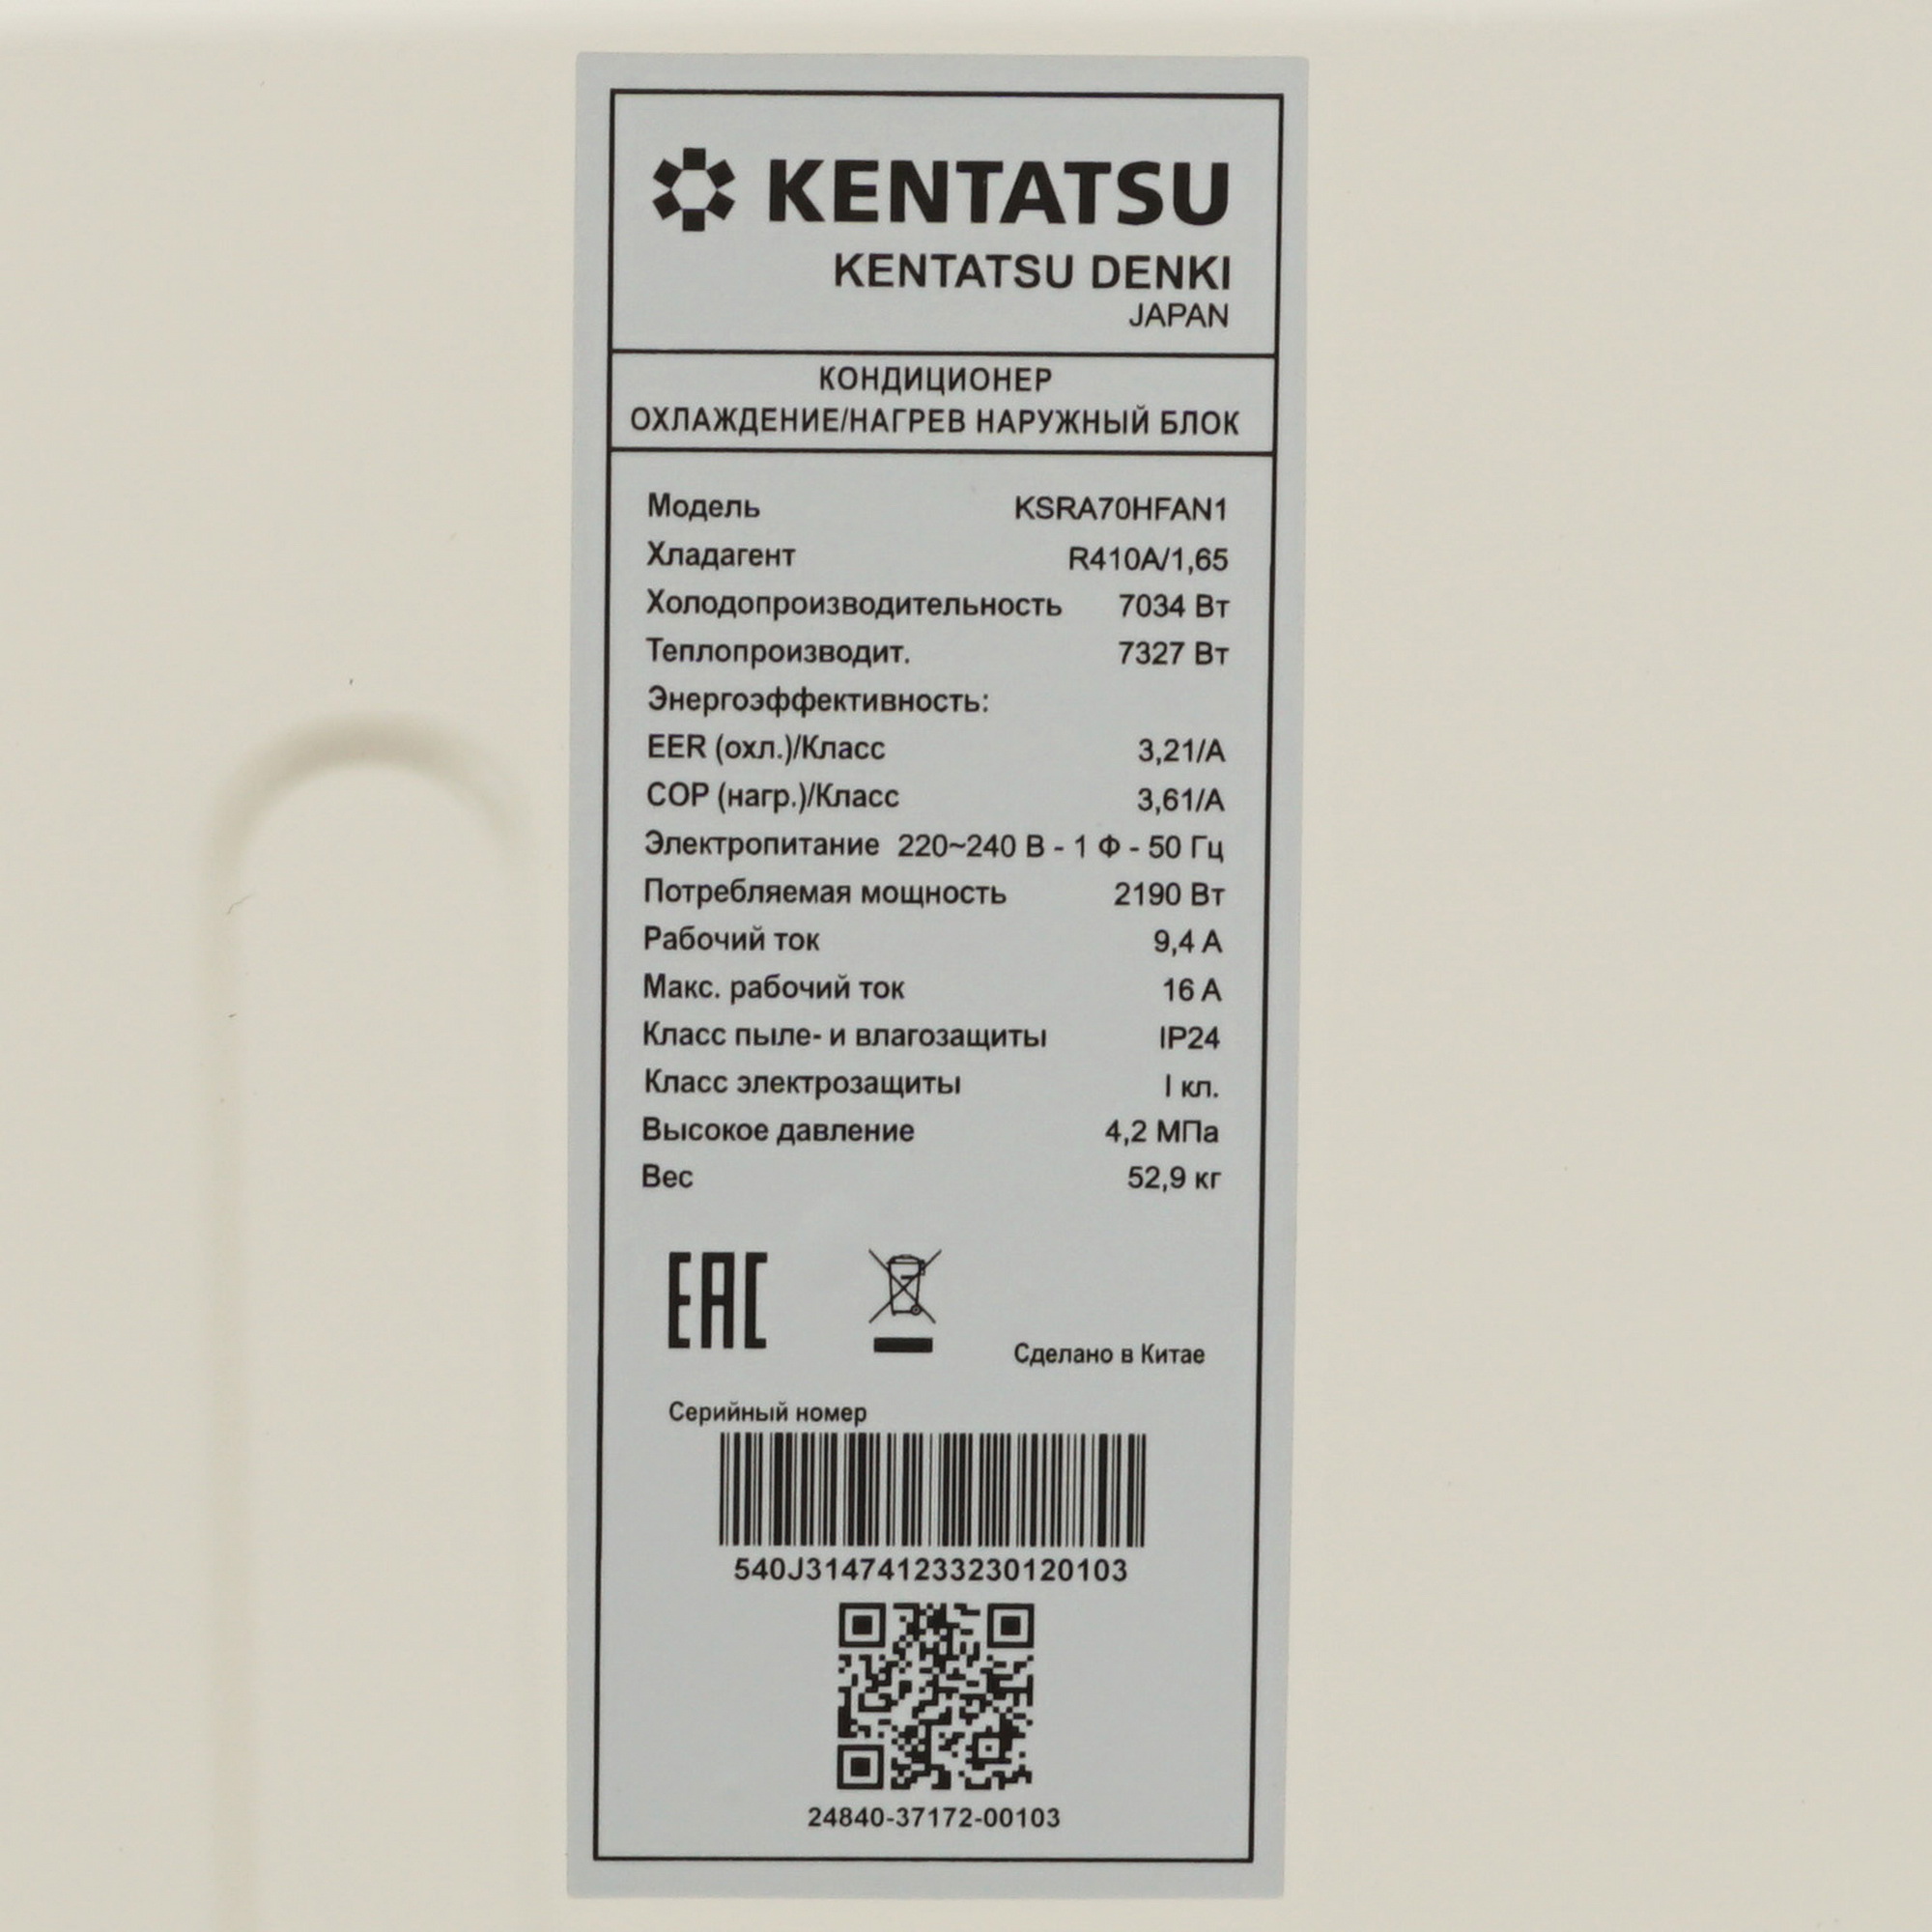 KENTATSU
KENTATSU DENKI
JAPAN
КОНДИЦИОНЕР
ОХЛАЖДЕНИЕ/НАГРЕВ НАРУЖНЫЙ БЛОК
Модель KSRA70HFAN1
Хладагент R410A/1,65
Холодопроизводительность 7034 Вт
Теплопроизводит. 7327 Вт
Энергоэффективность:
EER (охл.)/Класс 3,21/A
COP (нагр.)/Класс 3,61/A
Электропитание 220~240 В - 1 Ф - 50 Гц
Потребляемая мощность 2190 Вт
Рабочий ток 9,4 А
Макс. рабочий ток 16 А
Класс пыле- и влагозащиты IP24
Класс электрозащиты I кл.
Высокое давление 4,2 МПа
Вес 52,9 кг
EAC
Сделано в Китае
Серийный номер
540J314741233230120103
24840-37172-00103